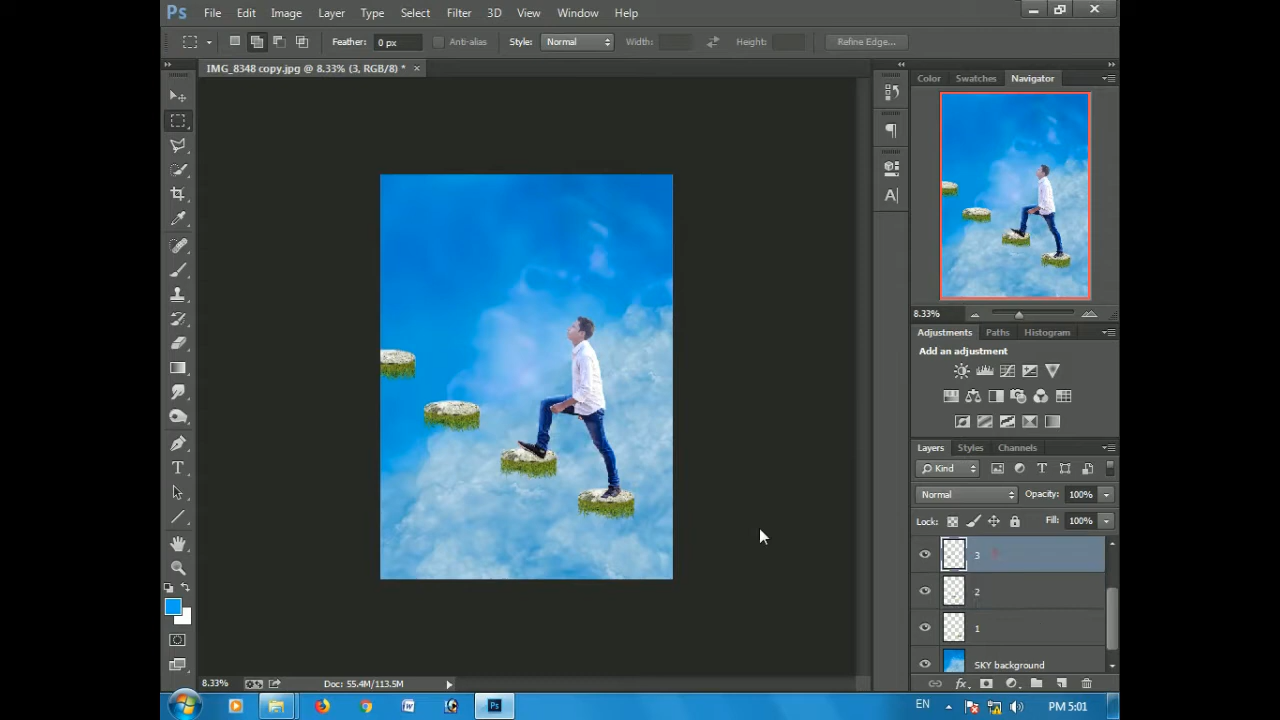 Ps File Edit Image Layer Type Select Filter 3D View Window Help
Feather: 0 px Anti-alias Style: Normal Width: Height: Refine Edge...
IMG_8348 copy.jpg @ 8.33% (3, RGB/8) * ×
Color Swatches Navigator
8.33%
Adjustments Paths Histogram
Add an adjustment
Layers Styles Channels
Kind T
Normal Opacity: 100%
Lock: Fill: 100%
3
2
1
SKY background
8.33% Doc: 55.4M/113.5M
EN PM 5:01